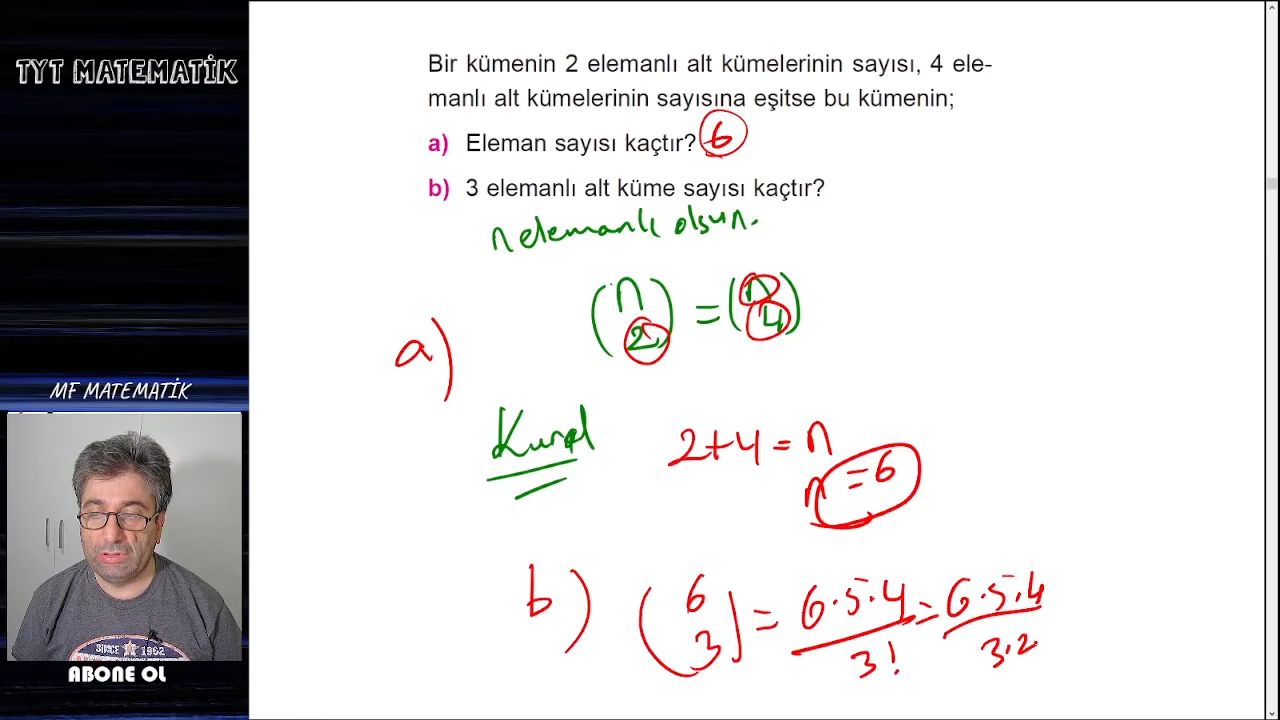 TYT MATEMATİK
Bir kümenin 2 elemanlı alt kümelerinin sayısı, 4 ele-
manlı alt kümelerinin sayısına eşitse bu kümenin;
a) Eleman sayısı kaçtır? 6
b) 3 elemanlı alt küme sayısı kaçtır?
n elemanlı olsun.
(n 2) = (n 4)
a)
MF MATEMATİK
Kural 2+4=n
n=6
b) (6 3) = 6·5·4/3! = 6·5·4/3·2
SINCE 1962
ABONE OL